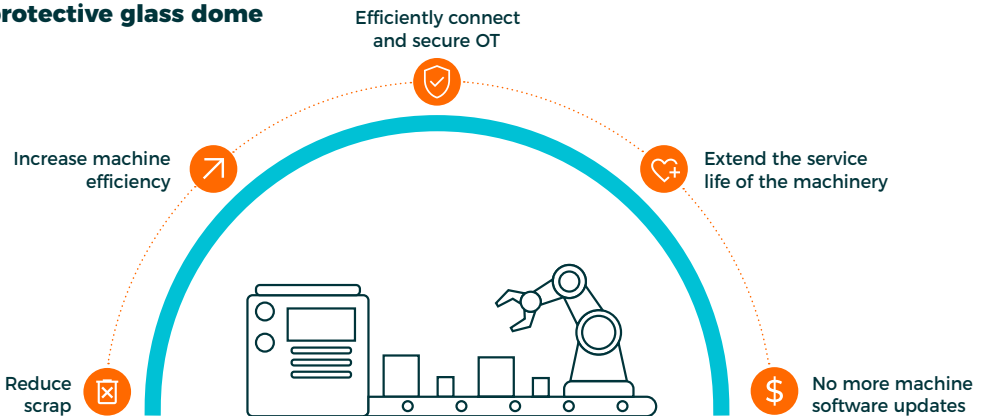 protective glass dome
Efficiently connect
and secure OT
Increase machine
efficiency
Extend the service
life of the machinery
Reduce
scrap
$
No more machine
software updates